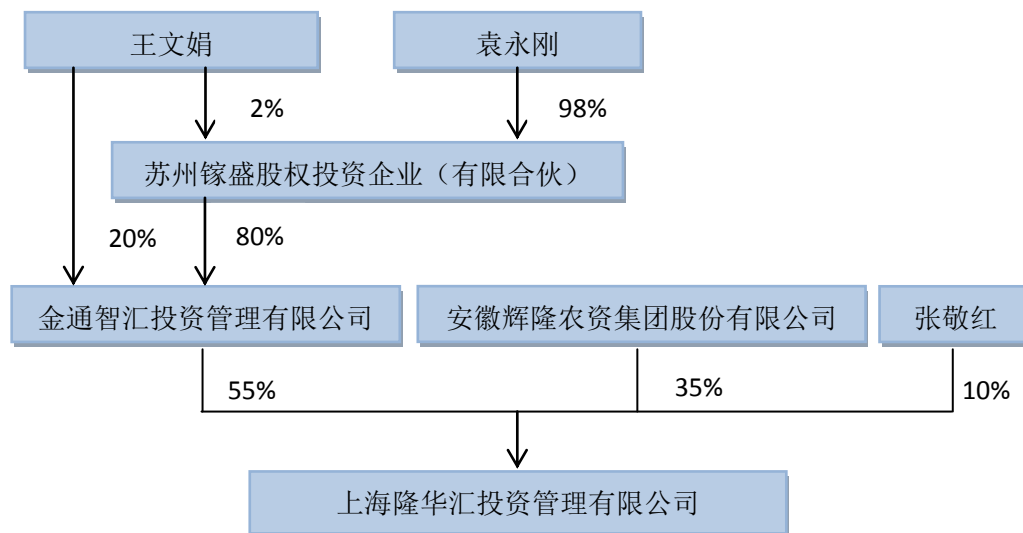 王文娟
袁永刚
2%
98%
苏州镓盛股权投资企业（有限合伙）
20%
80%
金通智汇投资管理有限公司
安徽辉隆农资集团股份有限公司
张敬红
55%
35%
10%
上海隆华汇投资管理有限公司